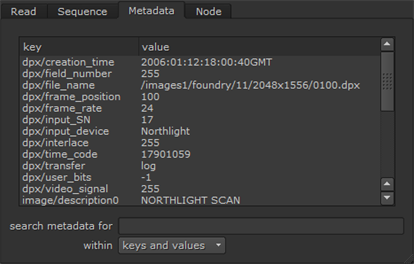 Read Sequence Metadata Node
key value
dpx/creation_time 2006:01:12:18:00:40GMT
dpx/field_number 255
dpx/file_name /images1/foundry/11/2048x1556/0100.dpx
dpx/frame_position 100
dpx/frame_rate 24
dpx/input_SN 17
dpx/input_device Northlight
dpx/interlace 255
dpx/time_code 17901059
dpx/transfer log
dpx/user_bits -1
dpx/video_signal 255
image/description0 NORTHLIGHT SCAN
search metadata for
within keys and values